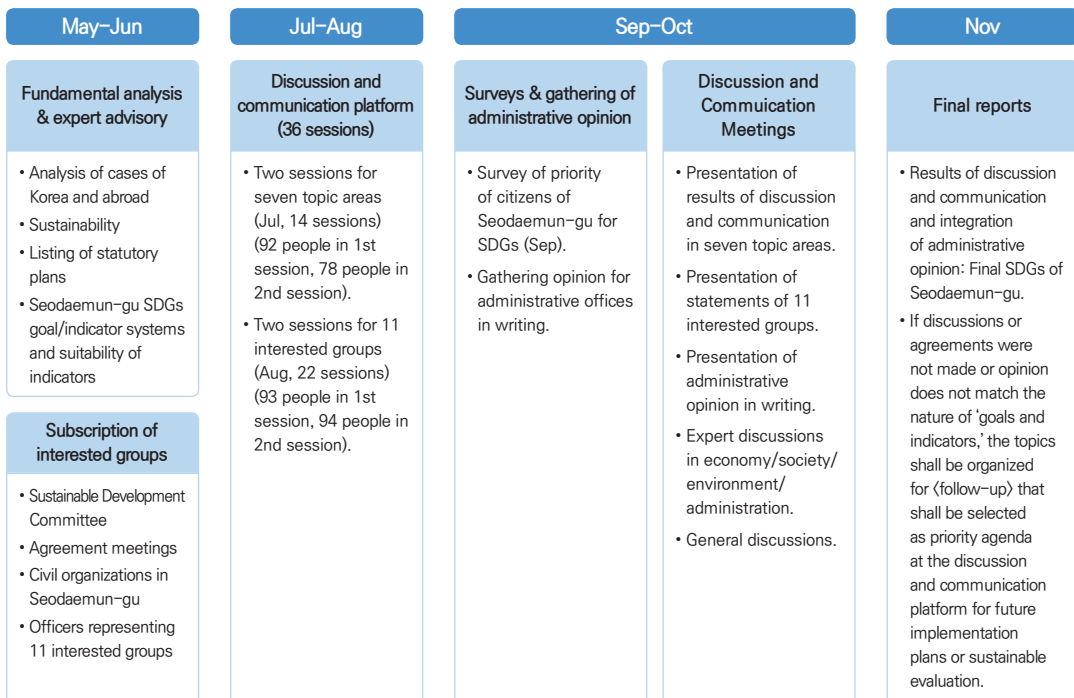 May-Jun
Fundamental analysis
& expert advisory
• Analysis of cases of
Korea and abroad
• Sustainability
• Listing of statutory
plans
• Seodaemun-gu SDGs
goal/indicator systems
and suitability of
indicators
Subscription of
interested groups
• Sustainable Development
Committee
• Agreement meetings
• Civil organizations in
Seodaemun-gu
• Officers representing
11 interested groups
Jul-Aug
Discussion and
communication platform
(36 sessions)
• Two sessions for
seven topic areas
(Jul, 14 sessions)
(92 people in 1st
session, 78 people in
2nd session).
• Two sessions for 11
interested groups
(Aug, 22 sessions)
(93 people in 1st
session, 94 people in
2nd session).
Sep-Oct
Surveys & gathering of
administrative opinion
• Survey of priority
of citizens of
Seodaemun-gu for
SDGs (Sep).
• Gathering opinion for
administrative offices
in writing.
Discussion and
Commuication
Meetings
• Presentation of
results of discussion
and communication
in seven topic areas.
• Presentation of
statements of 11
interested groups.
• Presentation of
administrative
opinion in writing.
• Expert discussions
in economy/society/
environment/
administration.
• General discussions.
Nov
Final reports
• Results of discussion
and communication
and integration
of administrative
opinion: Final SDGs of
Seodaemun-gu.
• If discussions or
agreements were
not made or opinion
does not match the
nature of ‘goals and
indicators,’ the topics
shall be organized
for 〈follow-up〉 that
shall be selected
as priority agenda
at the discussion
and communication
platform for future
implementation
plans or sustainable
evaluation.